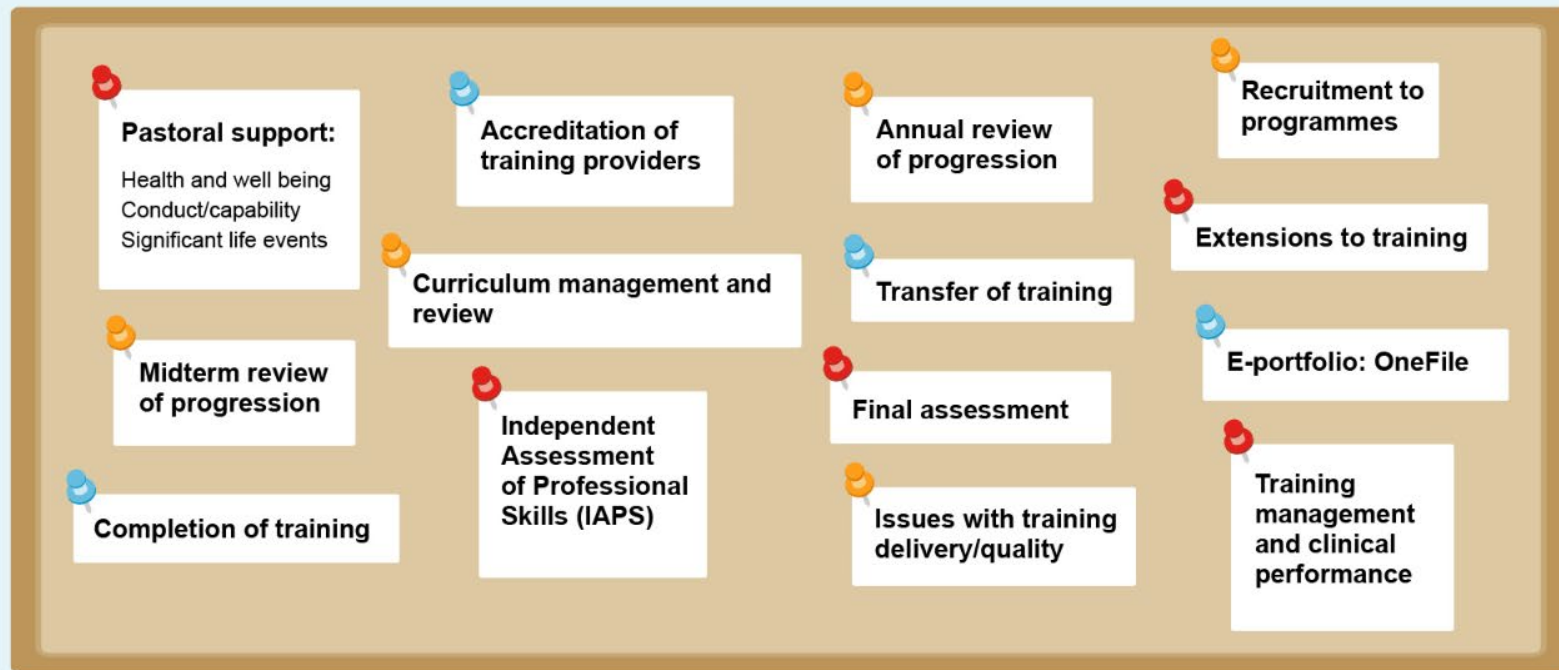 Pastoral support:
Health and well being
Conduct/capability
Significant life events
Accreditation of
training providers
Annual review
of progression
Recruitment to
programmes
Extensions to training
Curriculum management and
review
Transfer of training
E-portfolio: OneFile
Midterm review
of progression
Independent
Assessment
of Professional
Skills (IAPS)
Final assessment
Training
management
and clinical
performance
Completion of training
Issues with training
delivery/quality